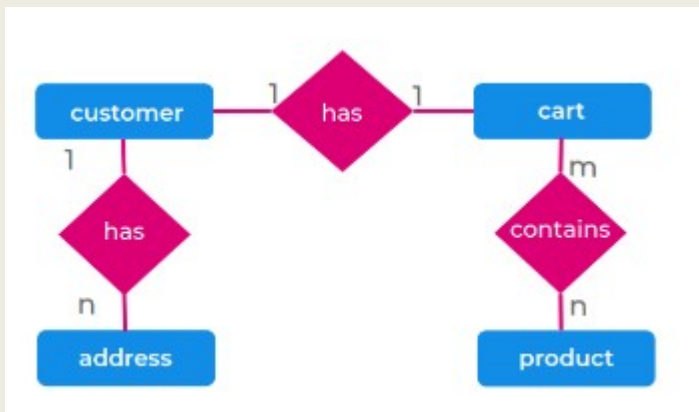 1
1
customer
has
cart
1
m
has
contains
n
n
address
product